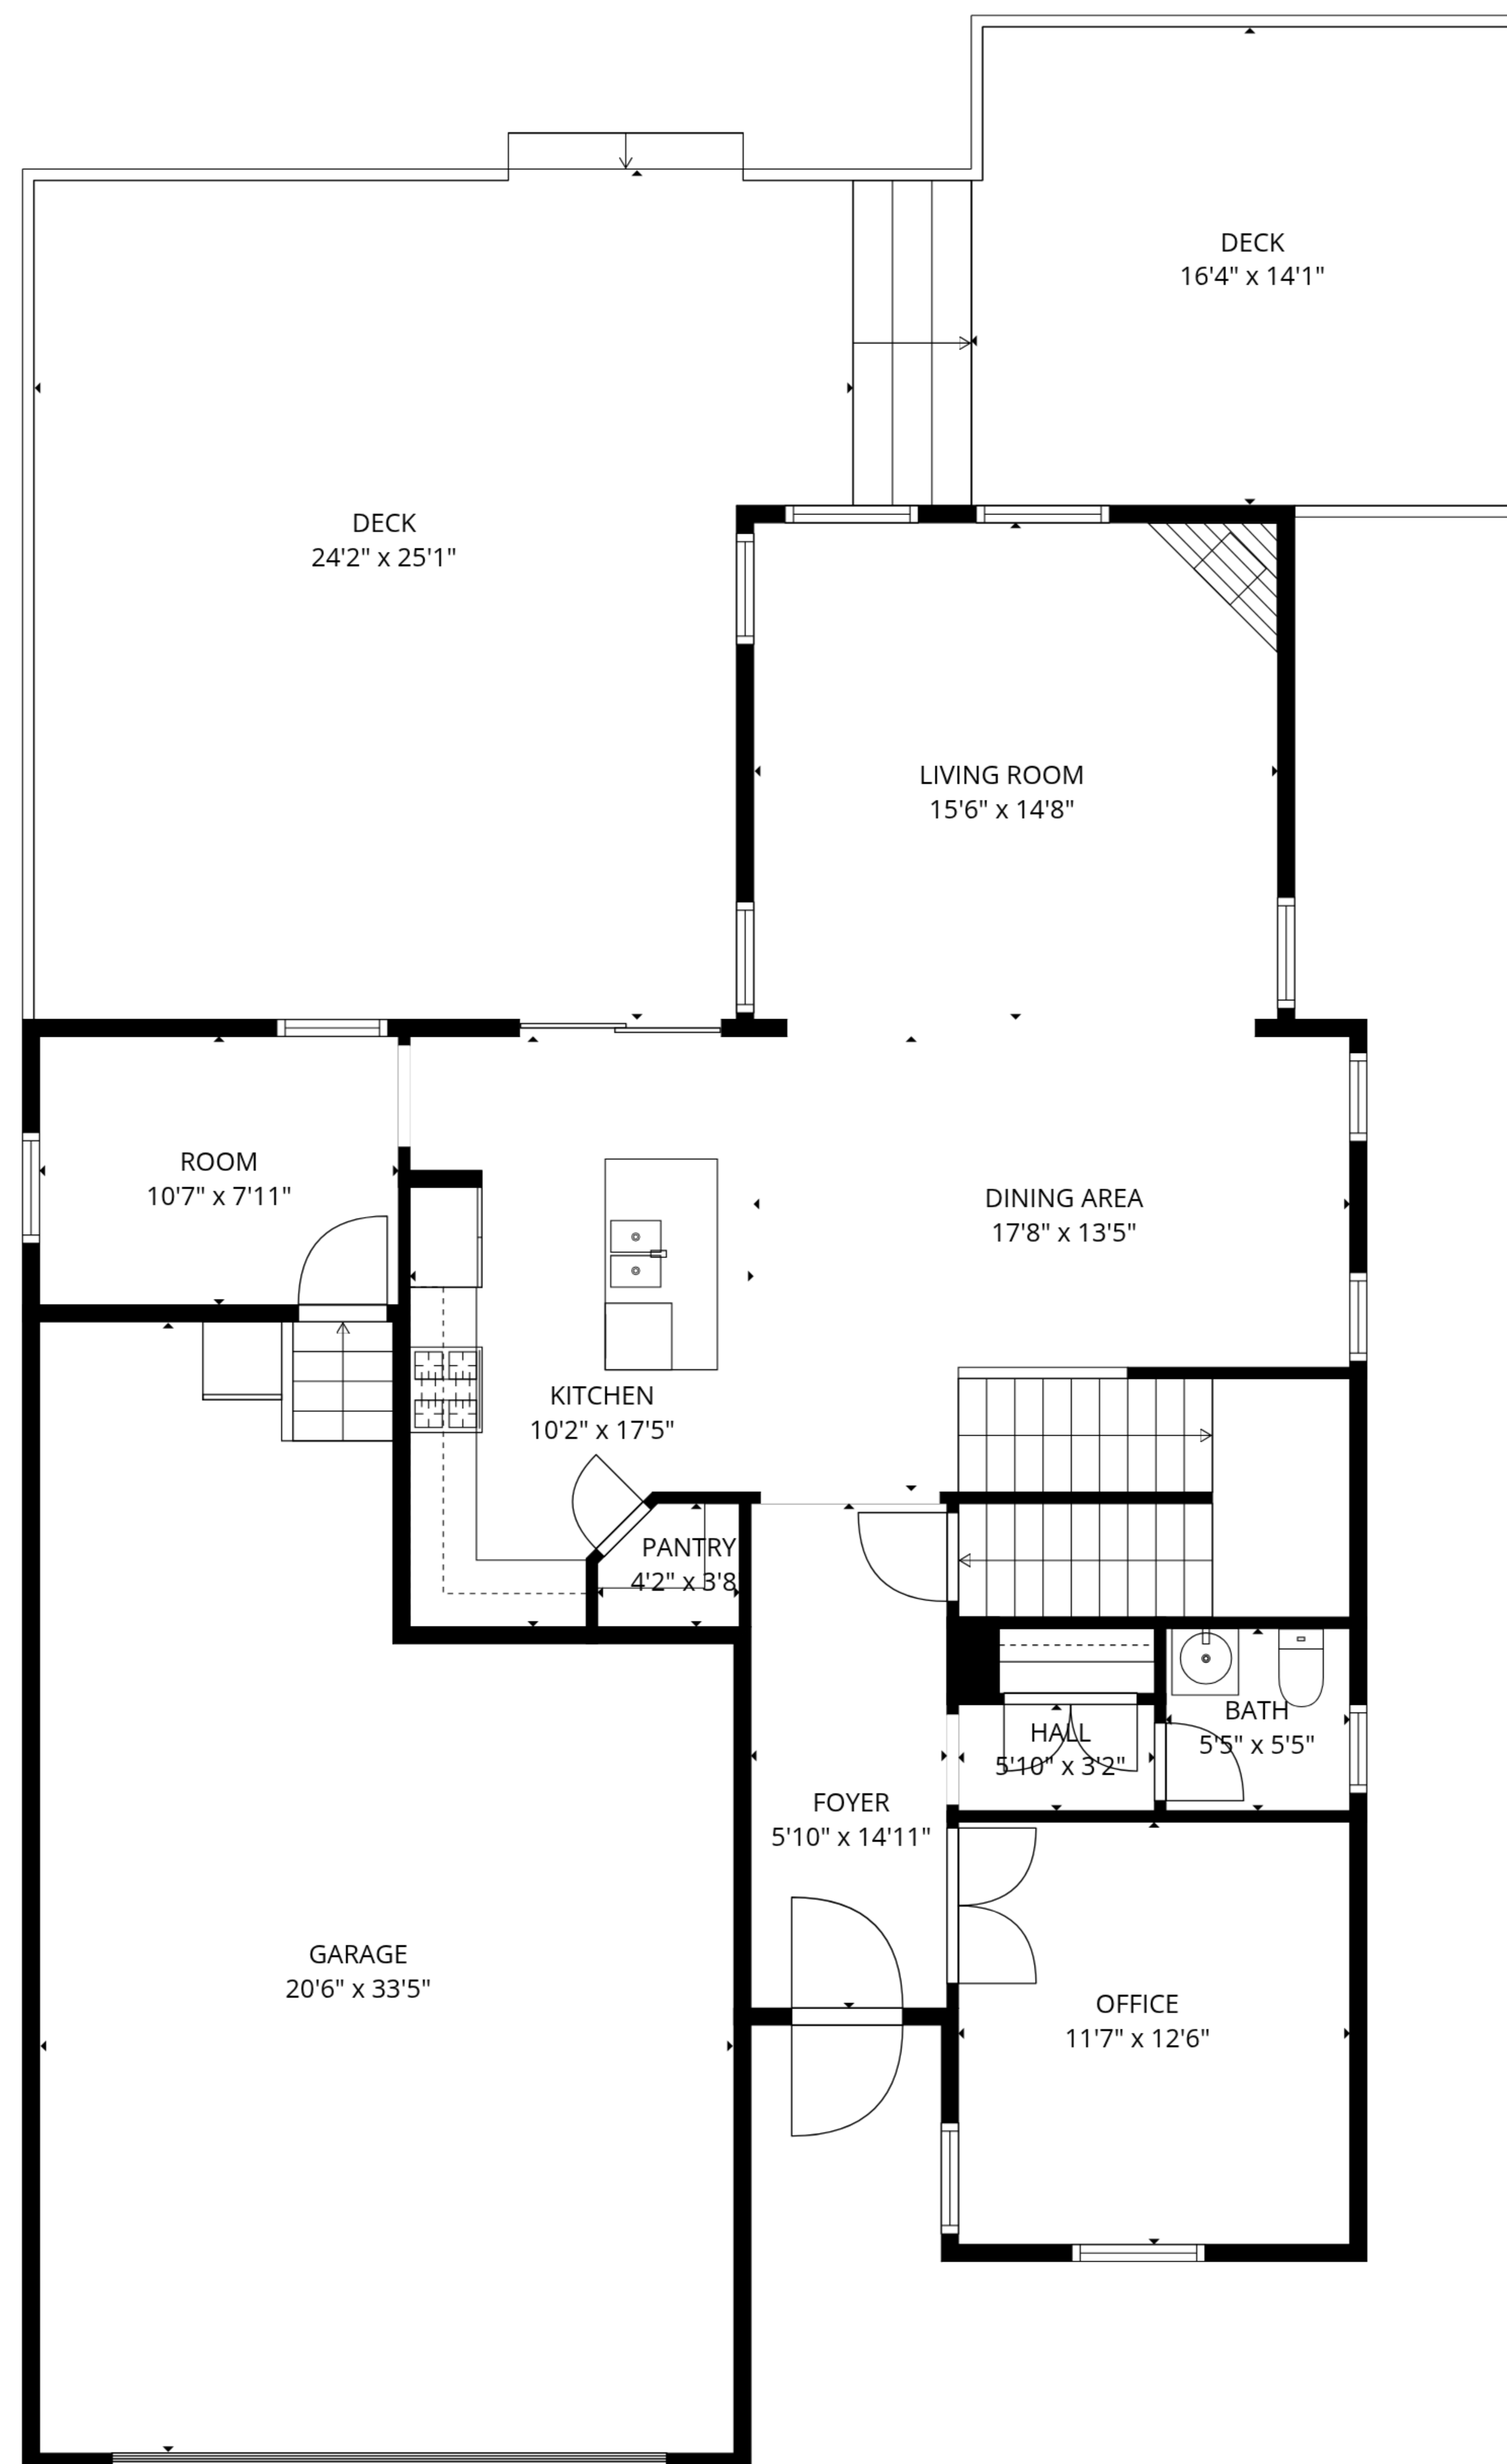 DECK
16'4" x 14'1"
DECK
24'2" x 25'1"
LIVING ROOM
15'6" x 14'8"
ROOM
10'7" x 7'11"
DINING AREA
17'8" x 13'5"
KITCHEN
10'2" x 17'5"
PANTRY
4'2" x 3'8
BATH
5'5" x 5'5"
HALL
5'10" x 3'2"
FOYER
5'10" x 14'11"
GARAGE
20'6" x 33'5"
OFFICE
11'7" x 12'6"